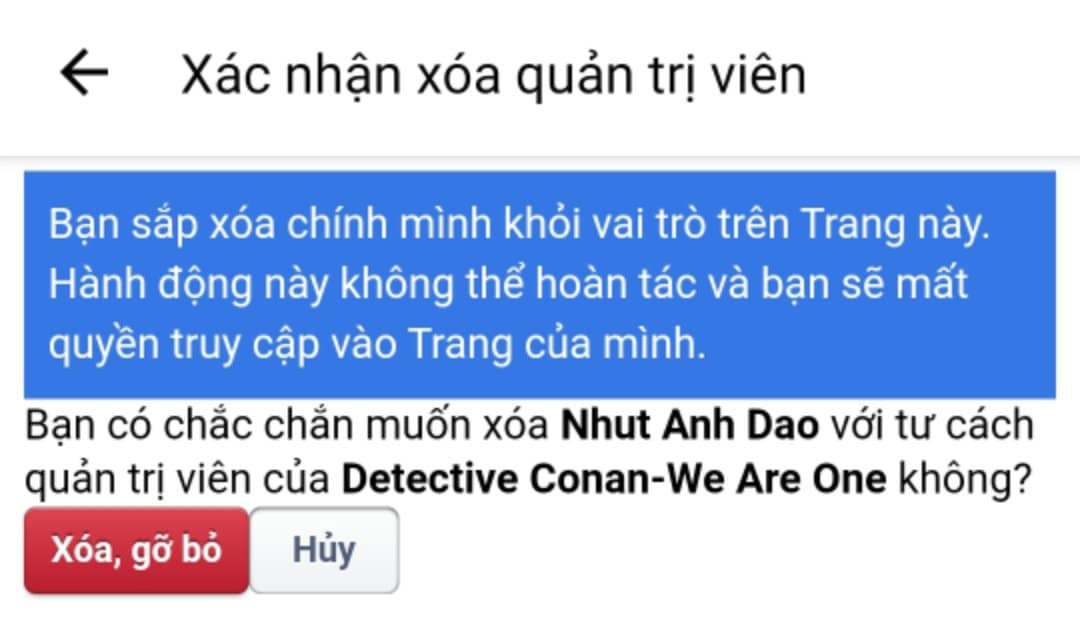 Xác nhận xóa quản trị viên
Bạn sắp xóa chính mình khỏi vai trò trên Trang này.
Hành động này không thể hoàn tác và bạn sẽ mất
quyền truy cập vào Trang của mình.
Bạn có chắc chắn muốn xóa Nhut Anh Dao với tư cách
quản trị viên của Detective Conan-We Are One không?
Xóa, gỡ bỏ
Hủy